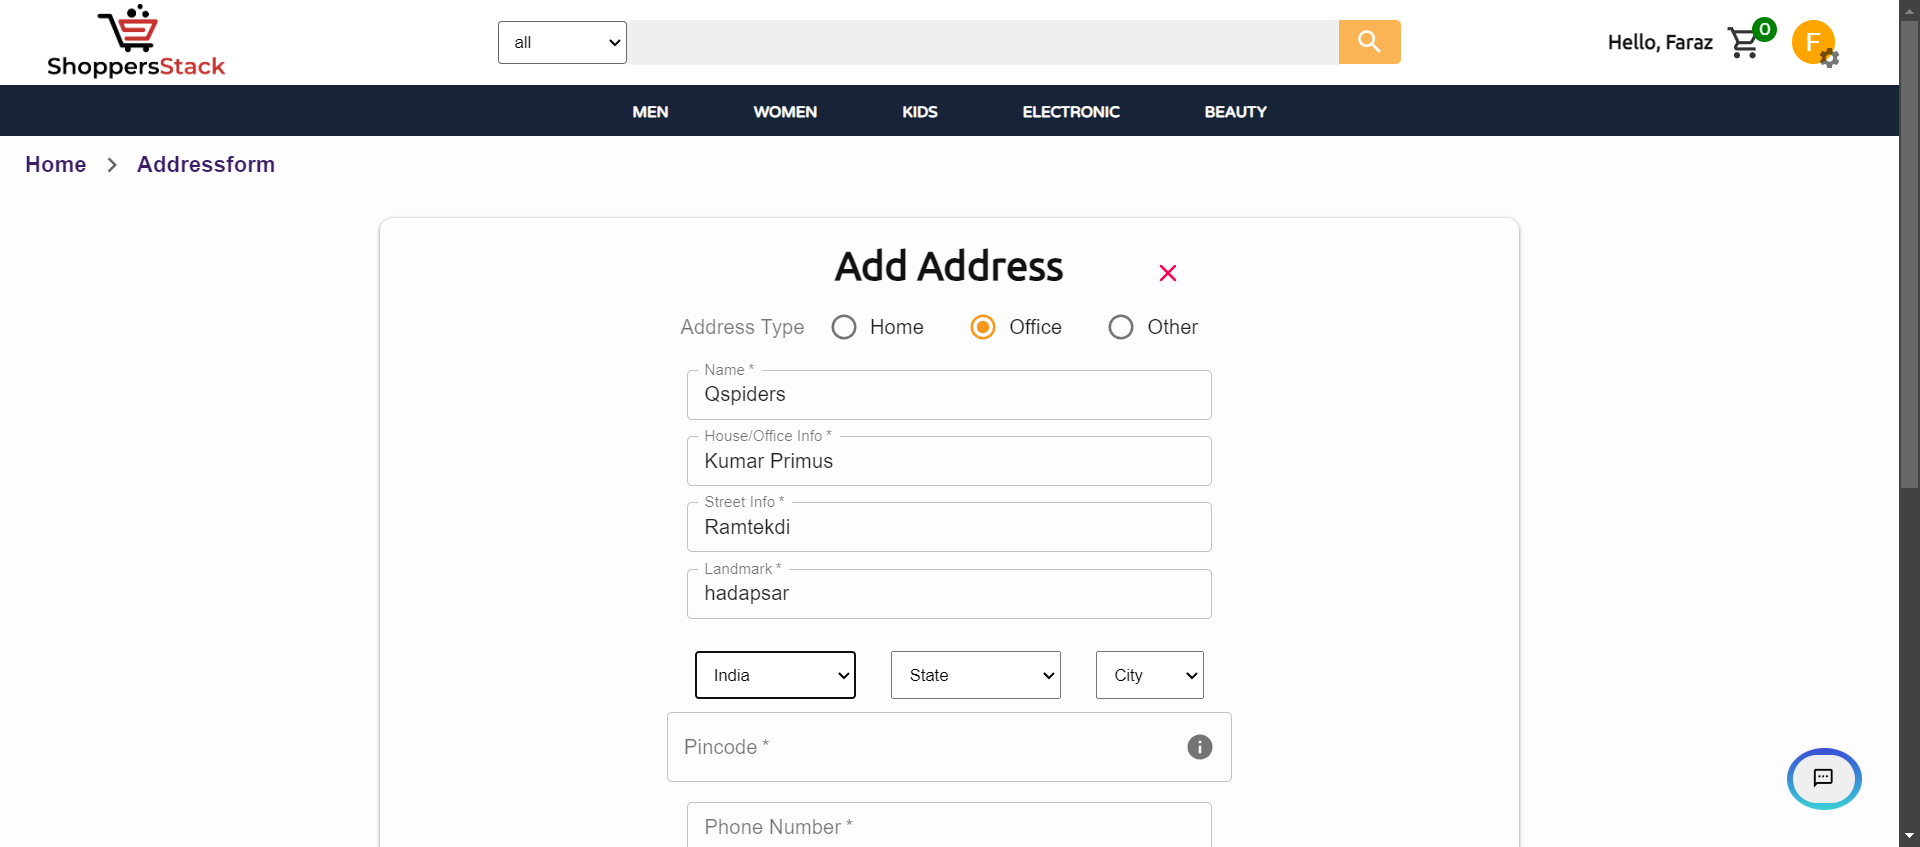 ShoppersStack
all
Hello, Faraz
0
F
MEN WOMEN KIDS ELECTRONIC BEAUTY
Home > Addressform
Add Address
Address Type Home Office Other
Name *
Qspiders
House/Office Info *
Kumar Primus
Street Info *
Ramtekdi
Landmark *
hadapsar
India State City
Pincode *
Phone Number *